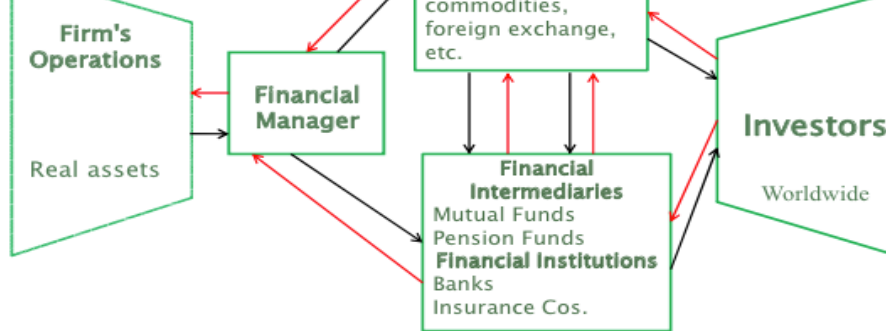 Firm's
Operations
Real assets
Financial
Manager
commodities,
foreign exchange,
etc.
Financial
Intermediaries
Mutual Funds
Pension Funds
Financial Institutions
Banks
Insurance Cos.
Investors
Worldwide